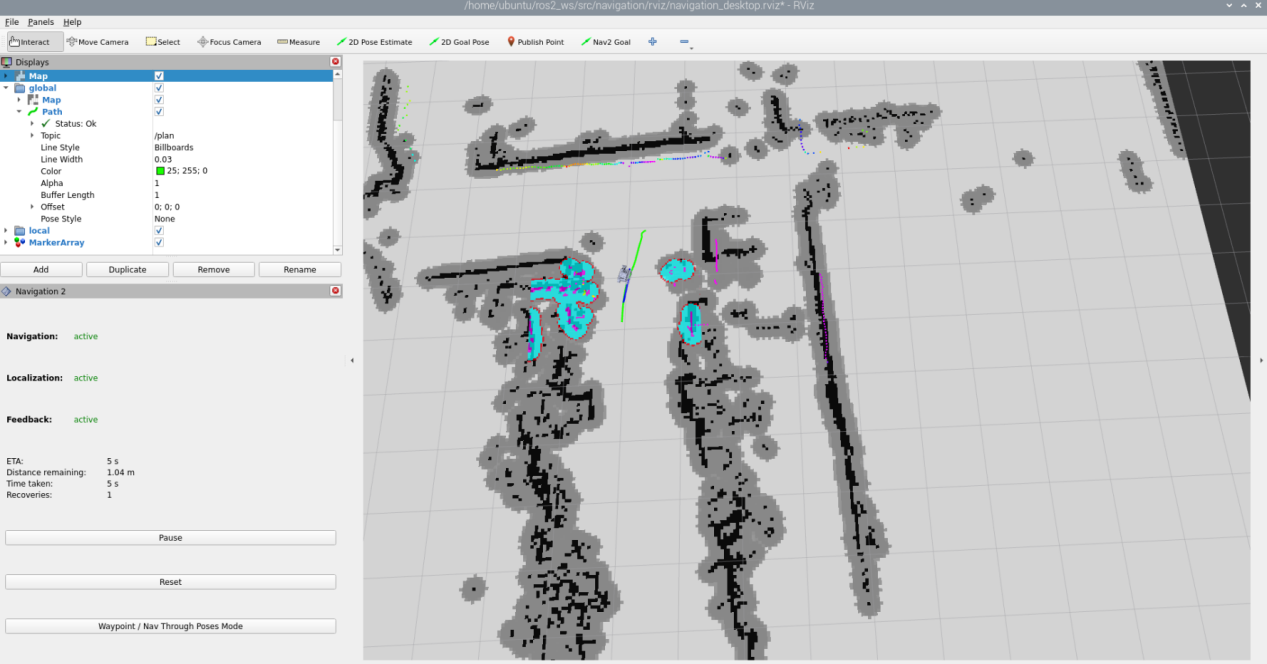 /home/ubuntu/ros2_ws/src/navigation/rviz/navigation_desktop.rviz* - RViz
File Panels Help
Interact Move Camera Select Focus Camera Measure 2D Pose Estimate 2D Goal Pose Publish Point Nav2 Goal
Displays
Map
global
Map
Path
Status: Ok
Topic /plan
Line Style Billboards
Line Width 0.03
Color 25; 255; 0
Alpha 1
Buffer Length 1
Offset 0; 0; 0
Pose Style None
local
MarkerArray
Add Duplicate Remove Rename
Navigation 2
Navigation: active
Localization: active
Feedback: active
ETA: 5 s
Distance remaining: 1.04 m
Time taken: 5 s
Recoveries: 1
Pause
Reset
Waypoint / Nav Through Poses Mode